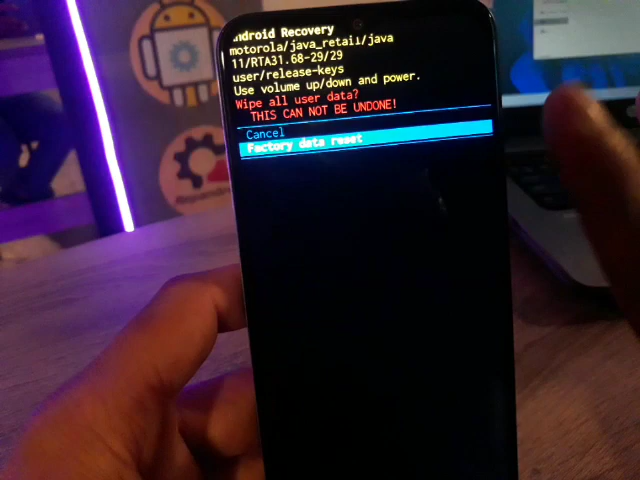 Android Recovery
motorola/java_retail/java
11/RTA31.68-29/29
user/release-keys
Use volume up/down and power.
Wipe all user data?
THIS CAN NOT BE UNDONE!
Cancel
Factory data reset